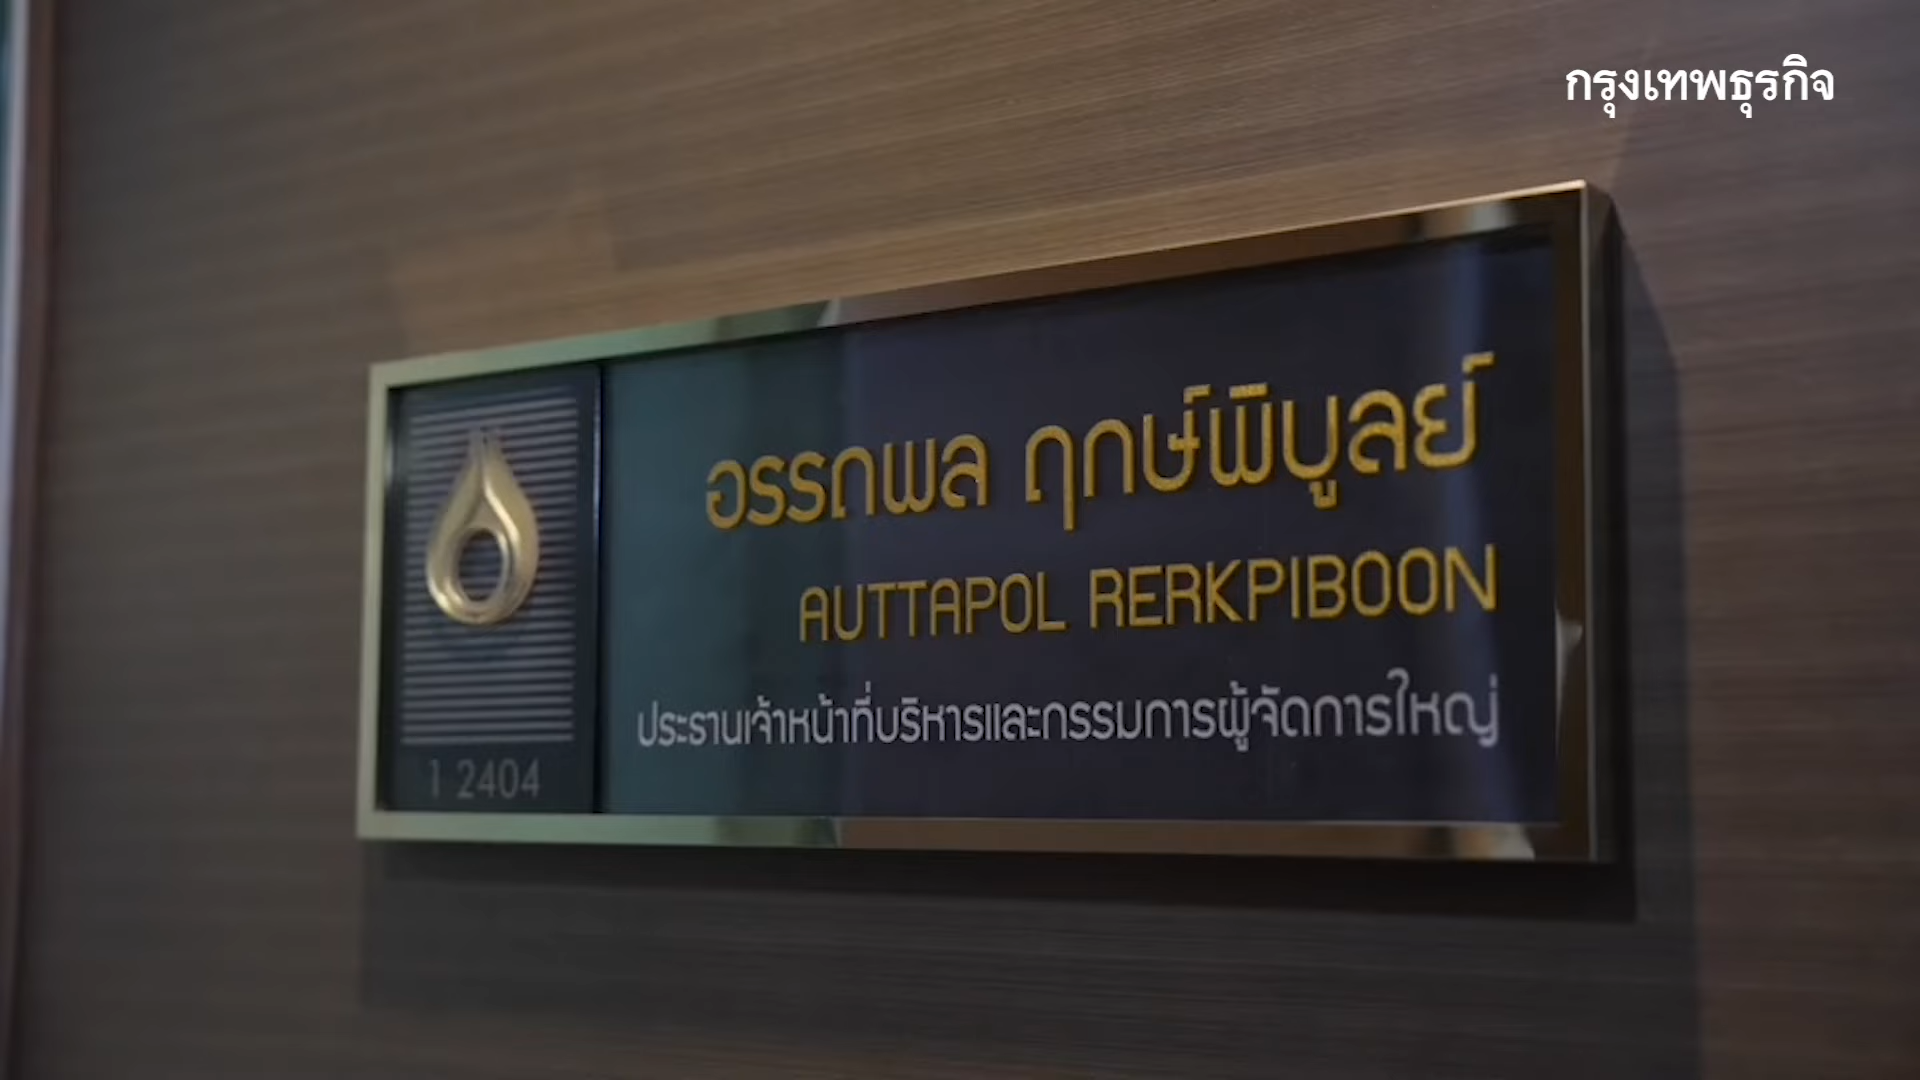 กรุงเทพธุรกิจ
อรรถพล ฤกษ์พิบูลย์
AUTTAPOL RERKPIBOON
ประธานเจ้าหน้าที่บริหารและกรรมการผู้จัดการใหญ่
1 2404